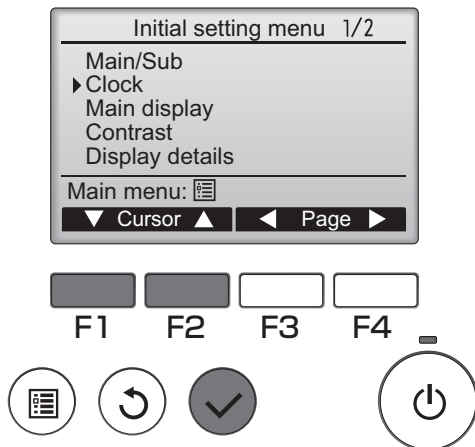 Initial setting menu 1/2
Main/Sub
Clock
Main display
Contrast
Display details
Main menu:
Cursor Page
F1 F2 F3 F4